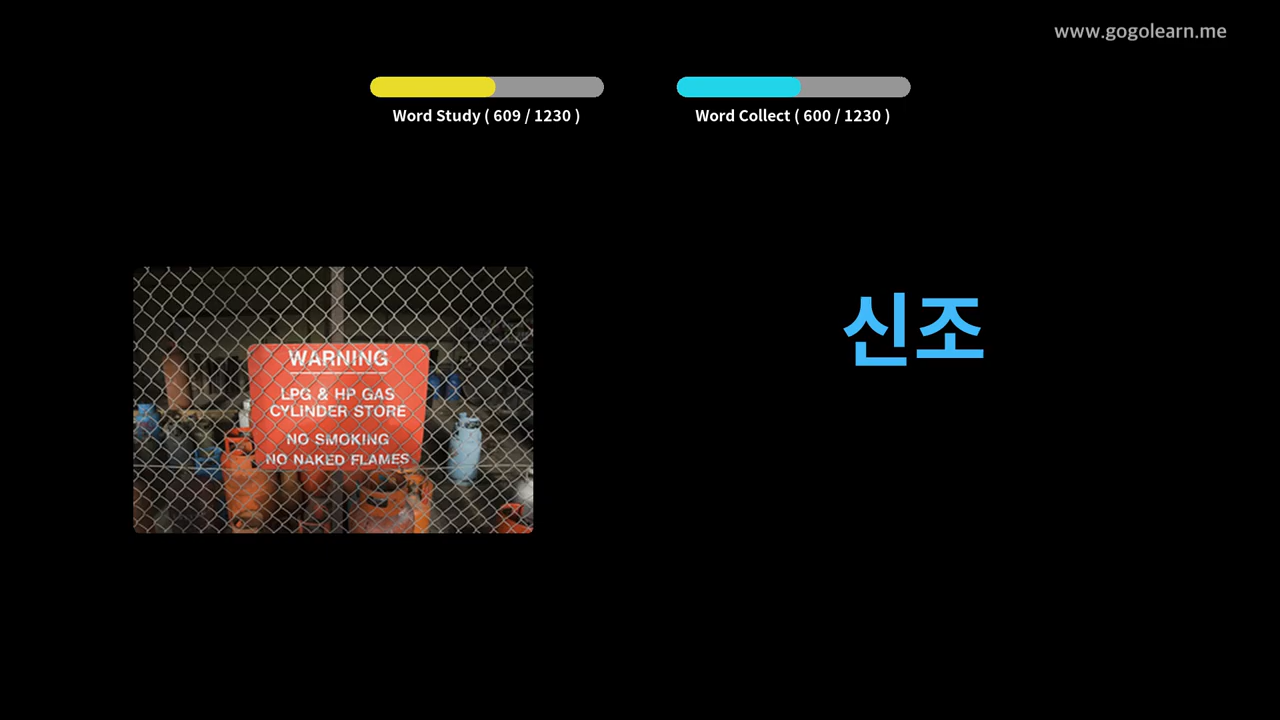 www.gogolearn.me
Word Study ( 609 / 1230 )
Word Collect ( 600 / 1230 )
WARNING
LPG & HP GAS
CYLINDER STORE
NO SMOKING
NO NAKED FLAMES
신조